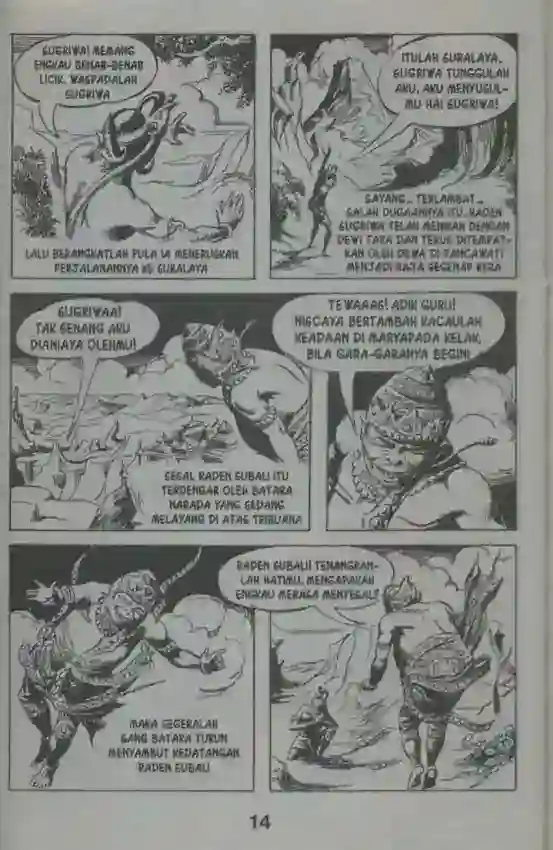 SUGRIWA! MEMANG
ENGKAU BENAR-BENAR
LICIK. WASPADALAH
SUGRIWA
LALU BERANGKATLAH PULA IA MENERUSKAN
PERJALANANNYA KE SURALAYA
ITULAH SURALAYA.
SUGRIWA TUNGGULAH
AKU, AKU MENYUSUL-
MU HAI SUGRIWA!
SAYANG.. TERLAMBAT..
SALAH DUGAANNYA ITU. RADEN
SUGRIWA TELAH MENIKAH DENGAN
DEWI TARA DAN TERUS DITEMPAT-
KAN OLEH DEWA DI PANCAWATI
MENJADI RAJA SEGENAP KERA
SUGRIWAA!
TAK SENANG AKU
DIANIAYA OLEHMU!
SESAL RADEN SUBALI ITU
TERDENGAR OLEH BATARA
NARADA YANG SEDANG
MELAYANG DI ATAS TRIBUANA
TEWAAAS! ADIK GURU!
NISCAYA BERTAMBAH KACAULAH
KEADAAN DI MARYAPADA KELAK,
BILA GARA-GARANYA BEGINI
MAKA SEGERALAH
SANG BATARA TURUN
MENYAMBUT KEDATANGAN
RADEN SUBALI
RADEN SUBALI! TENANGKAN-
LAH HATIMU. MENGAPAKAH
ENGKAU MERASA MENYESAL?
14